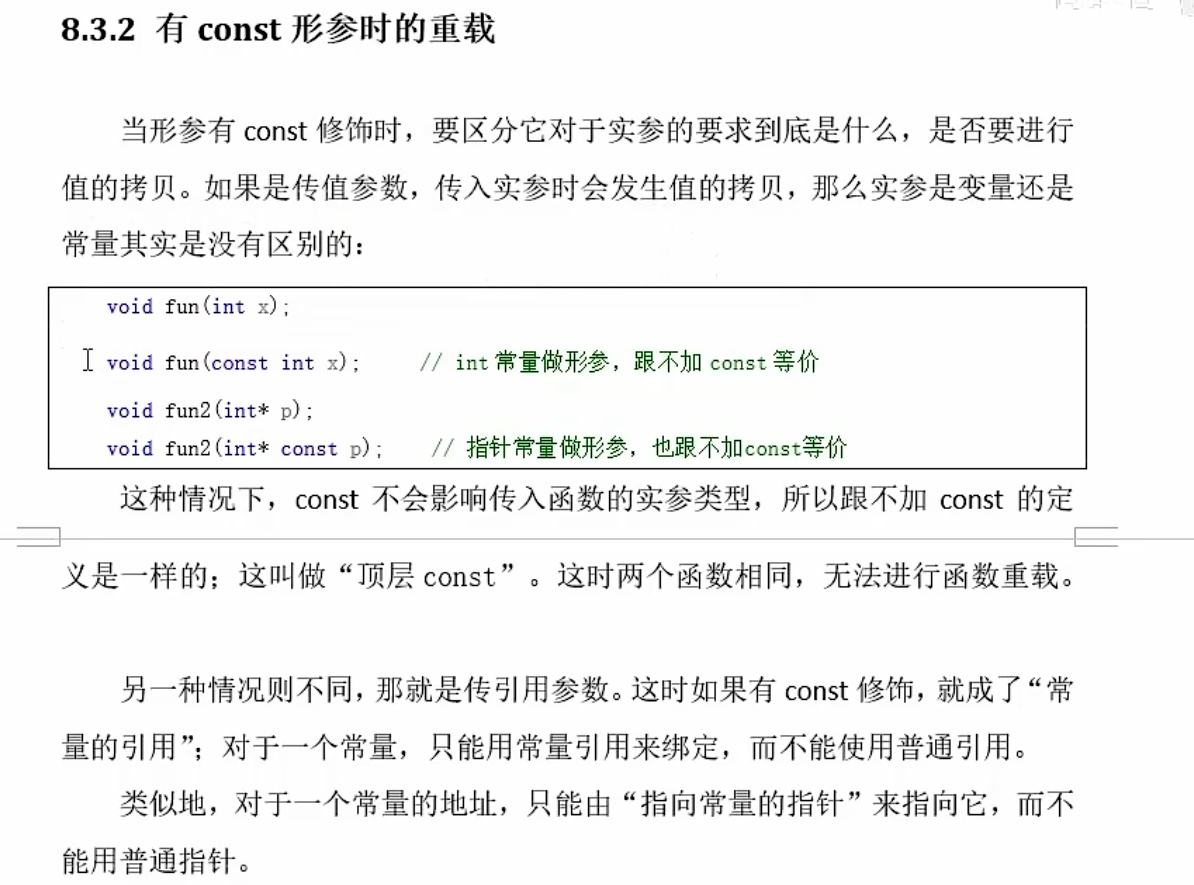 8.3.2 有 const 形参时的重载
当形参有 const 修饰时，要区分它对于实参的要求到底是什么，是否要进行
值的拷贝。如果是传值参数，传入实参时会发生值的拷贝，那么实参是变量还是
常量其实是没有区别的：
void fun(int x);
void fun(const int x); // int 常量做形参，跟不加 const 等价
void fun2(int* p);
void fun2(int* const p); // 指针常量做形参，也跟不加const等价
这种情况下，const 不会影响传入函数的实参类型，所以跟不加 const 的定
义是一样的；这叫做“顶层 const”。这时两个函数相同，无法进行函数重载。
另一种情况则不同，那就是传引用参数。这时如果有 const 修饰，就成了“常
量的引用”；对于一个常量，只能用常量引用来绑定，而不能使用普通引用。
类似地，对于一个常量的地址，只能由“指向常量的指针”来指向它，而不
能用普通指针。